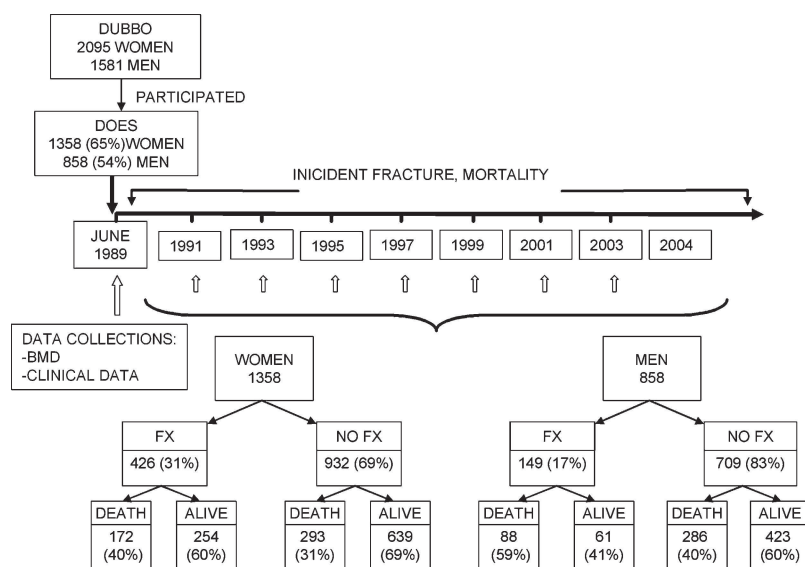 DUBBO
2095 WOMEN
1581 MEN
PARTICIPATED
DOES
1358 (65%)WOMEN
858 (54%) MEN
INICIDENT FRACTURE, MORTALITY
JUNE
1989
1991
1993
1995
1997
1999
2001
2003
2004
DATA COLLECTIONS:
-BMD
-CLINICAL DATA
WOMEN
1358
MEN
858
FX
426 (31%)
NO FX
932 (69%)
FX
149 (17%)
NO FX
709 (83%)
DEATH
172
(40%)
ALIVE
254
(60%)
DEATH
293
(31%)
ALIVE
639
(69%)
DEATH
88
(59%)
ALIVE
61
(41%)
DEATH
286
(40%)
ALIVE
423
(60%)